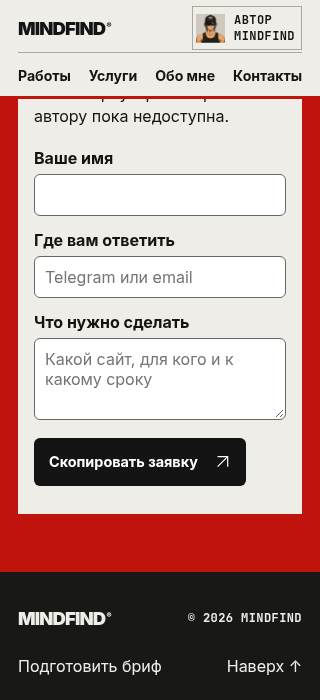 MINDFIND®
АВТОР
MINDFIND
Работы Услуги Обо мне Контакты
автору пока недоступна.
Ваше имя
Где вам ответить
Telegram или email
Что нужно сделать
Какой сайт, для кого и к
какому сроку
Скопировать заявку
MINDFIND®
© 2026 MINDFIND
Подготовить бриф
Наверх ↑